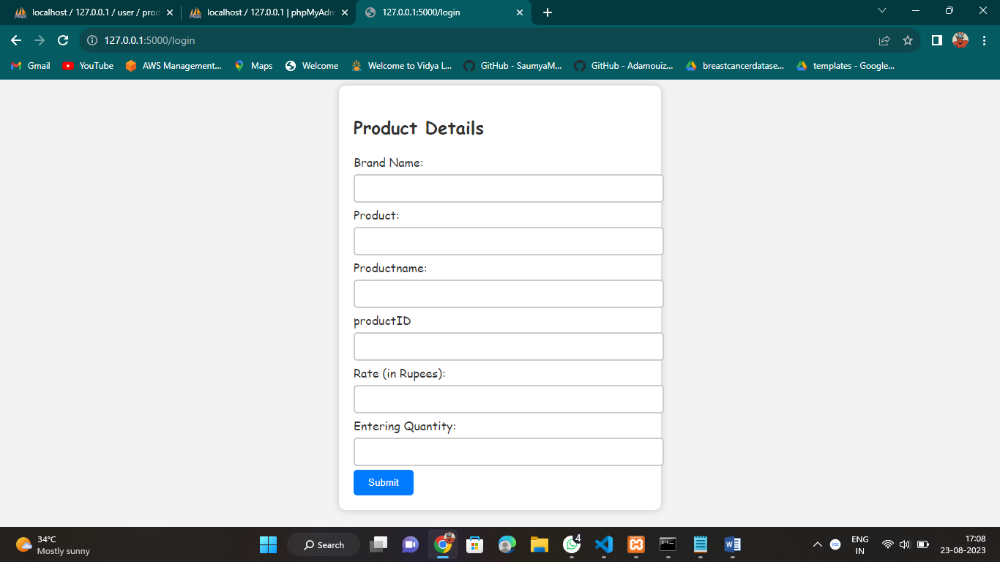 localhost / 127.0.0.1 / user / prod
localhost / 127.0.0.1 | phpMyAdm
127.0.0.1:5000/login
127.0.0.1:5000/login
Gmail
YouTube
AWS Management...
Maps
Welcome
Welcome to Vidya L...
GitHub - SaumyaM...
GitHub - Adamouiz...
breastcancerdatase...
templates - Google...
Product Details
Brand Name:
Product:
Productname:
productID
Rate (in Rupees):
Entering Quantity:
Submit
34°C
Mostly sunny
Search
4
ENG
IN
17:08
23-08-2023